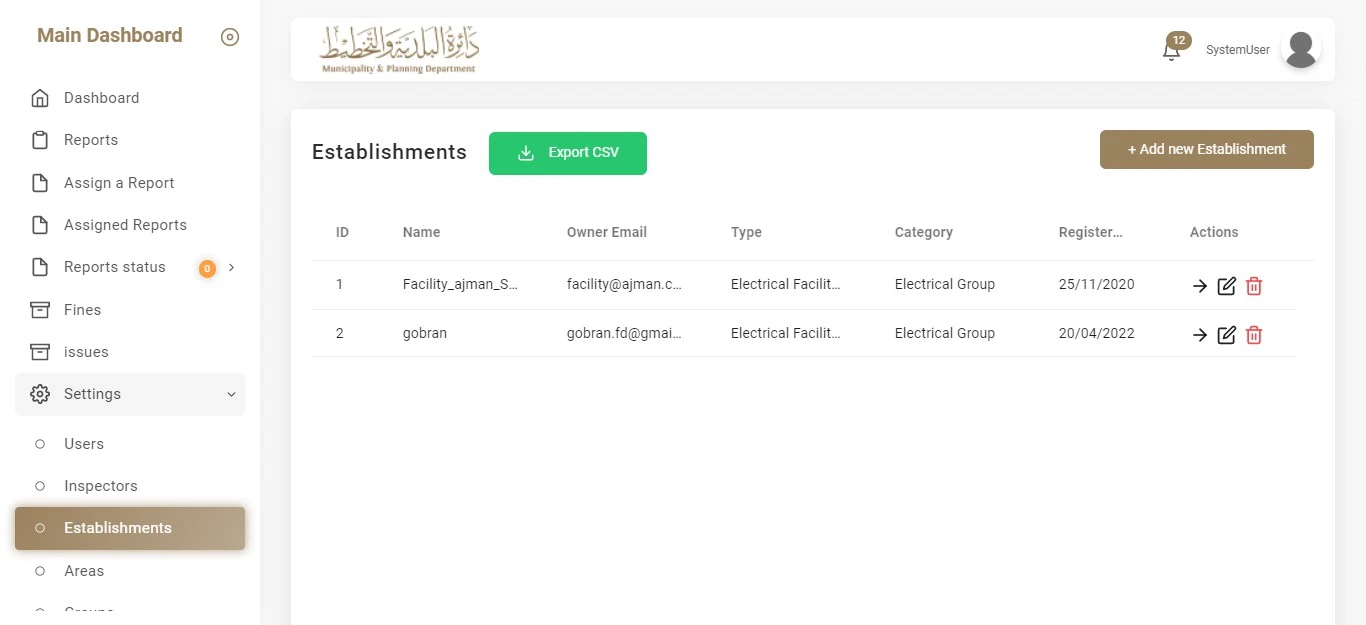 Main Dashboard
Dashboard
Reports
Assign a Report
Assigned Reports
Reports status 0
Fines
issues
Settings
Users
Inspectors
Establishments
Areas
Groups
دائرة البلدية والتخطيط
Municipality & Planning Department
12
SystemUser
Establishments
Export CSV
+ Add new Establishment
ID Name Owner Email Type Category Register... Actions
1 Facility_ajman_S... facility@ajman.c... Electrical Facilit... Electrical Group 25/11/2020
2 gobran gobran.fd@gmai... Electrical Facilit... Electrical Group 20/04/2022